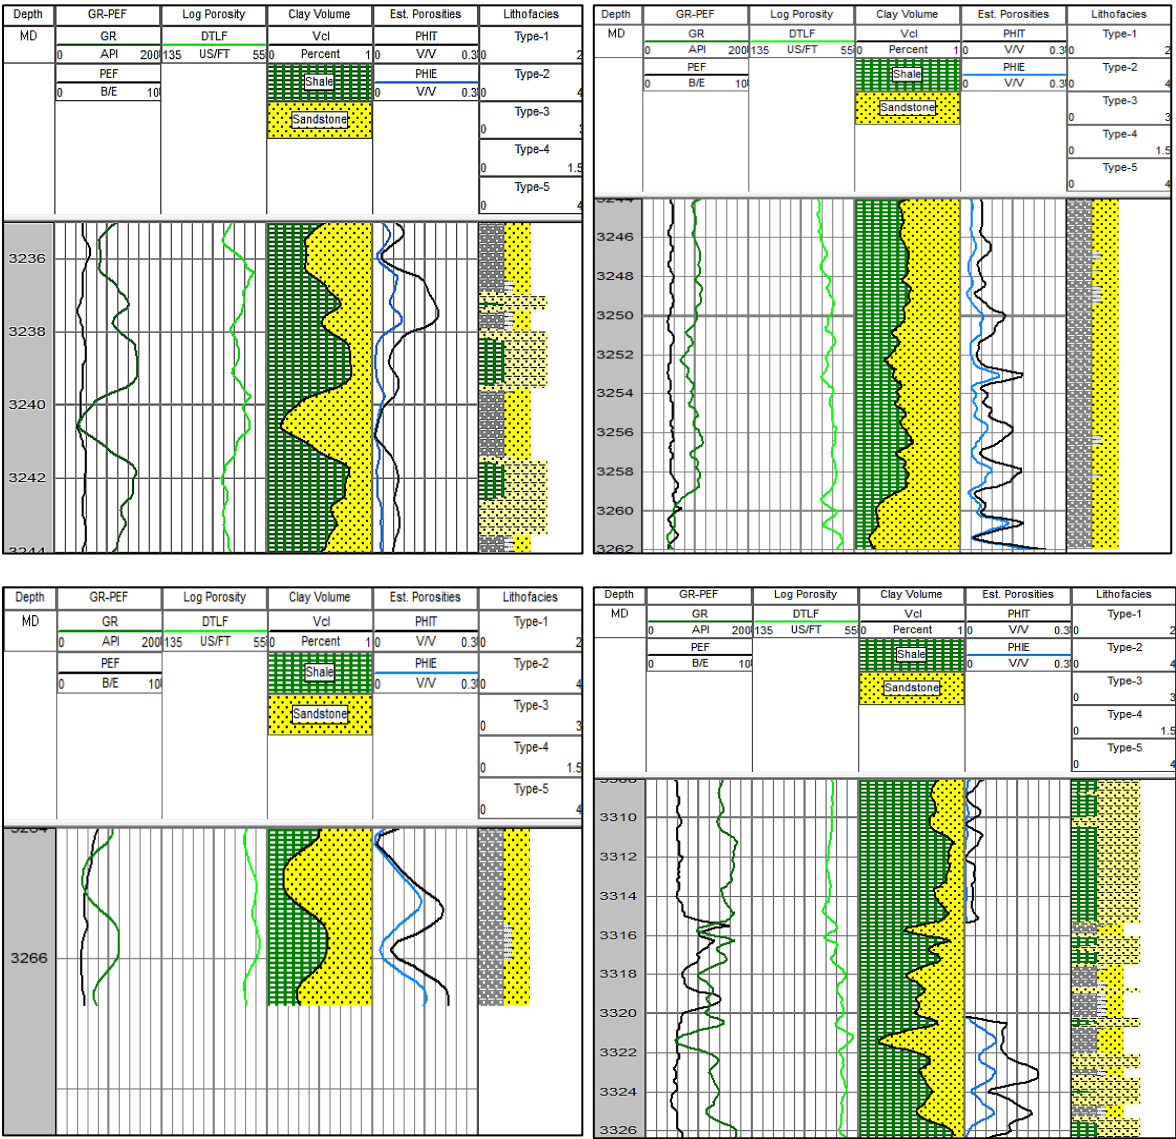 Depth GR-PEF Log Porosity Clay Volume Est. Porosities Lithofacies
MD GR DTLF Vcl PHIT Type-1
0 API 200 135 US/FT 55 0 Percent 1 0 V/V 0.3 0 2
PEF Shale PHIE Type-2
0 B/E 10 0 V/V 0.3 0 4
Sandstone Type-3
0
Type-4
0 1.5
Type-5
0 4
3236
3238
3240
3242
3244
Depth GR-PEF Log Porosity Clay Volume Est. Porosities Lithofacies
MD GR DTLF Vcl PHIT Type-1
0 API 200 135 US/FT 55 0 Percent 1 0 V/V 0.3 0 2
PEF Shale PHIE Type-2
0 B/E 10 0 V/V 0.3 0 4
Sandstone Type-3
0 3
Type-4
0 1.5
Type-5
0 4
3244
3246
3248
3250
3252
3254
3256
3258
3260
3262
Depth GR-PEF Log Porosity Clay Volume Est. Porosities Lithofacies
MD GR DTLF Vcl PHIT Type-1
0 API 200 135 US/FT 55 0 Percent 1 0 V/V 0.3 0 2
PEF Shale PHIE Type-2
0 B/E 10 0 V/V 0.3 0 4
Sandstone Type-3
0 3
Type-4
0 1.5
Type-5
0 4
3264
3266
Depth GR-PEF Log Porosity Clay Volume Est. Porosities Lithofacies
MD GR DTLF Vcl PHIT Type-1
0 API 200 135 US/FT 55 0 Percent 1 0 V/V 0.3 0 2
PEF Shale PHIE Type-2
0 B/E 10 0 V/V 0.3 0 4
Sandstone Type-3
0 3
Type-4
0 1.5
Type-5
0 4
3308
3310
3312
3314
3316
3318
3320
3322
3324
3326